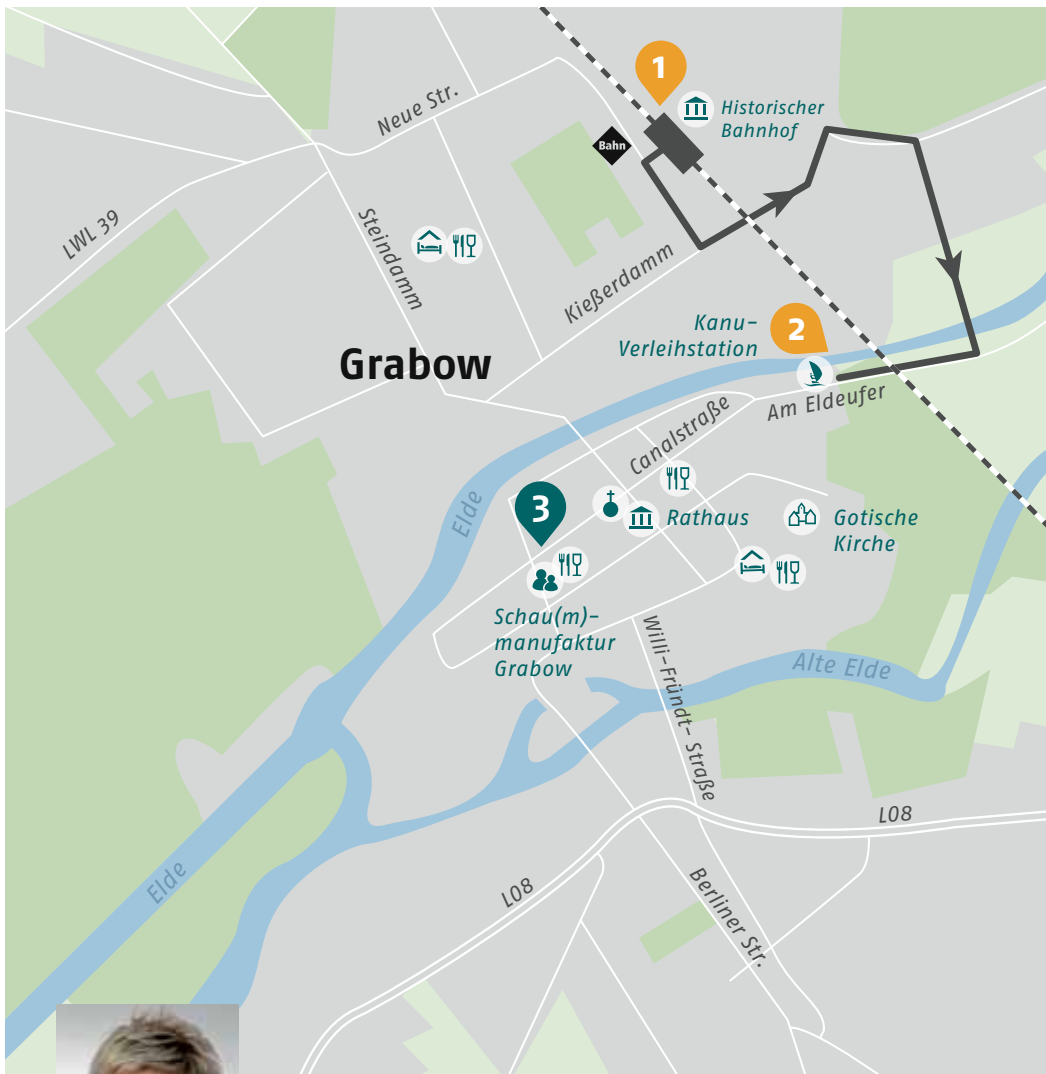 1
Historischer
Bahnhof
Neue Str.
Bahn
LWL 39
Steindamm
Kießerdamm
Kanu-
Verleihstation
2
Grabow
Am Eldeufer
Canalstraße
Elde
3
Rathaus
Gotische
Kirche
Schau(m)-
manufaktur
Grabow
Willi-Fründt- Straße
Alte Elde
L08
Elde
L08
Berliner Str.